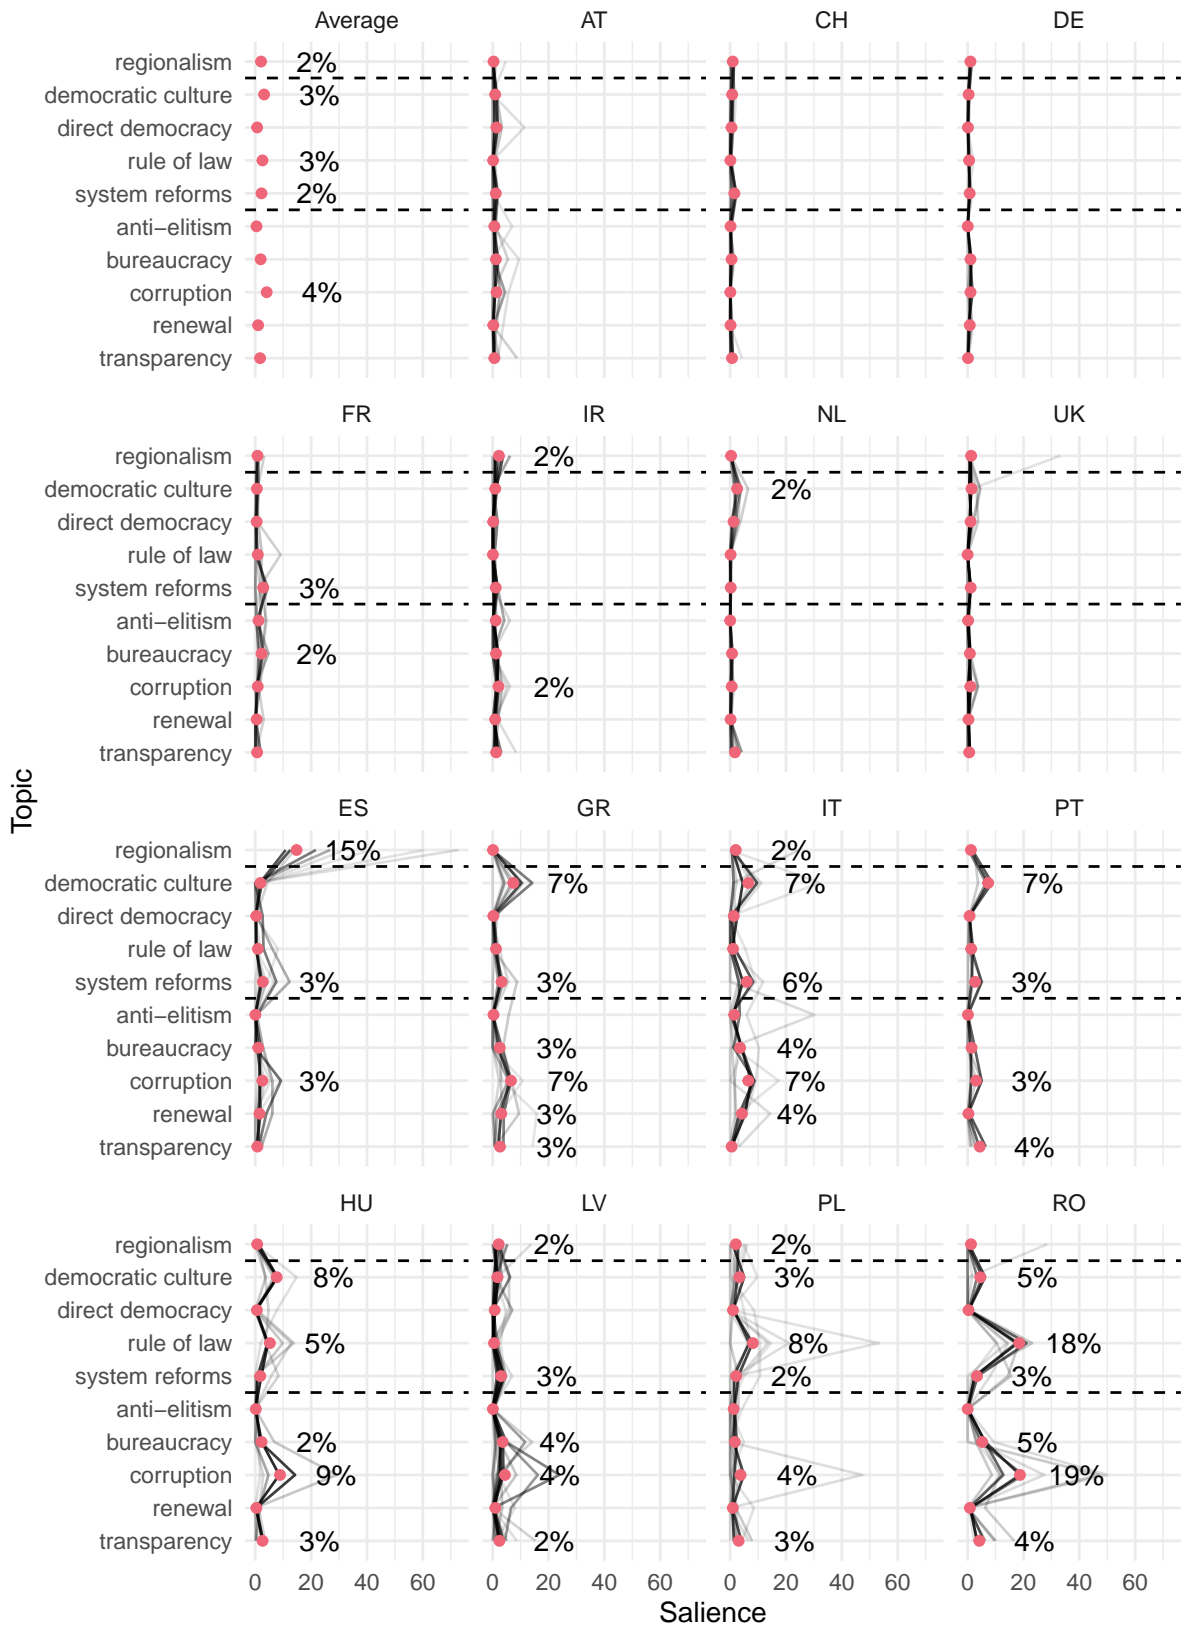 Average AT CH DE
regionalism 2%
democratic culture 3%
direct democracy
rule of law 3%
system reforms 2%
anti−elitism
bureaucracy
corruption 4%
renewal
transparency
FR IR NL UK
regionalism 2%
democratic culture 2%
direct democracy
rule of law
system reforms 3%
anti−elitism
bureaucracy 2%
corruption 2%
renewal
transparency
Topic
ES GR IT PT
regionalism 15% 2%
democratic culture 7% 7% 7%
direct democracy
rule of law
system reforms 3% 3% 6% 3%
anti−elitism
bureaucracy 3% 4%
corruption 3% 7% 7% 3%
renewal 3% 4%
transparency 3% 4%
HU LV PL RO
regionalism 2% 2%
democratic culture 8% 3% 5%
direct democracy
rule of law 5% 8% 18%
system reforms 3% 2% 3%
anti−elitism
bureaucracy 2% 4% 5%
corruption 9% 4% 4% 19%
renewal
transparency 3% 2% 3% 4%
0 20 40 60 0 20 40 60 0 20 40 60 0 20 40 60
Salience